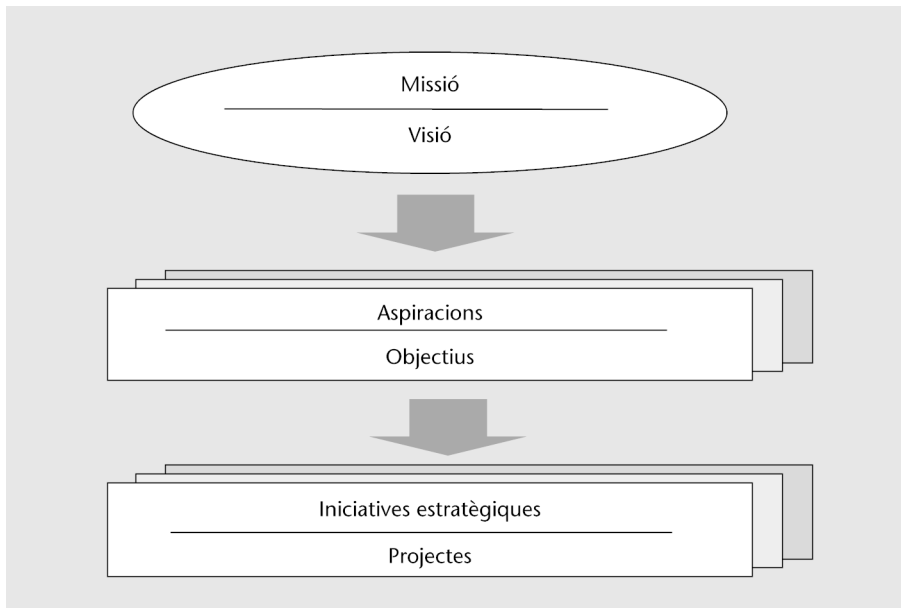 Missió
Visió
Aspiracions
Objectius
Iniciatives estratègiques
Projectes